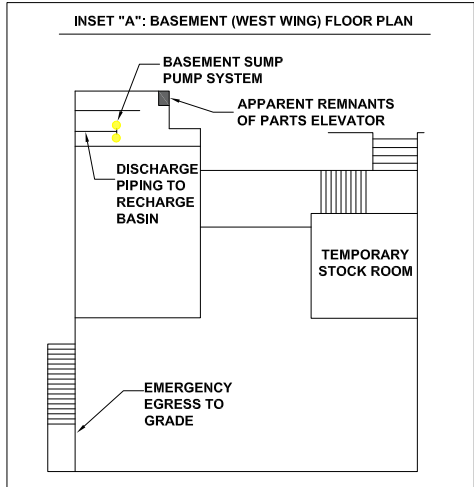 INSET "A": BASEMENT (WEST WING) FLOOR PLAN
BASEMENT SUMP
PUMP SYSTEM
APPARENT REMNANTS
OF PARTS ELEVATOR
DISCHARGE
PIPING TO
RECHARGE
BASIN
TEMPORARY
STOCK ROOM
EMERGENCY
EGRESS TO
GRADE